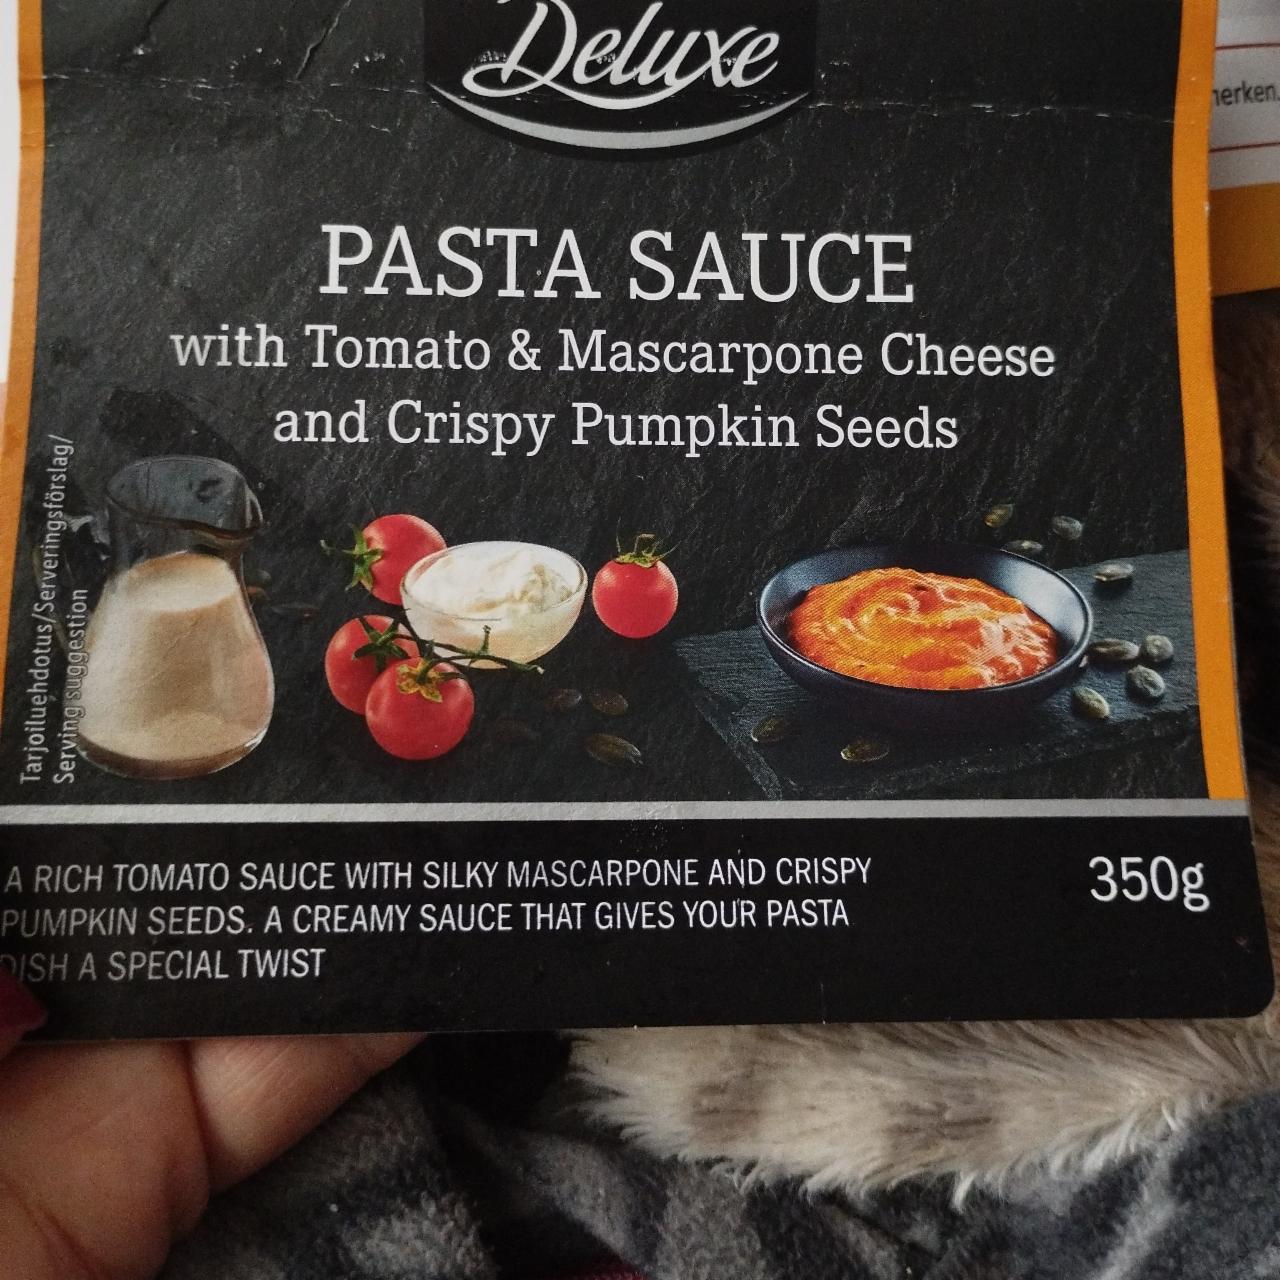 Deluxe
PASTA SAUCE
with Tomato & Mascarpone Cheese
and Crispy Pumpkin Seeds
Tarjoiluehdotus/Serveringsförslag/
Serving suggestion
A RICH TOMATO SAUCE WITH SILKY MASCARPONE AND CRISPY
PUMPKIN SEEDS. A CREAMY SAUCE THAT GIVES YOUR PASTA
DISH A SPECIAL TWIST
350g